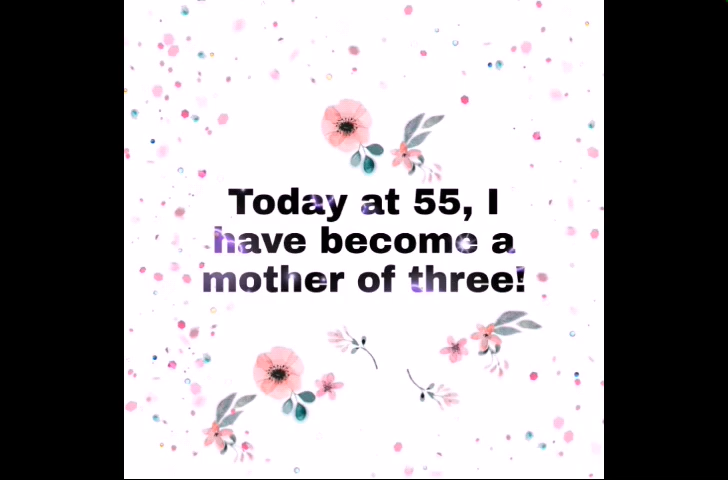 Today at 55, I
have become a
mother of three!